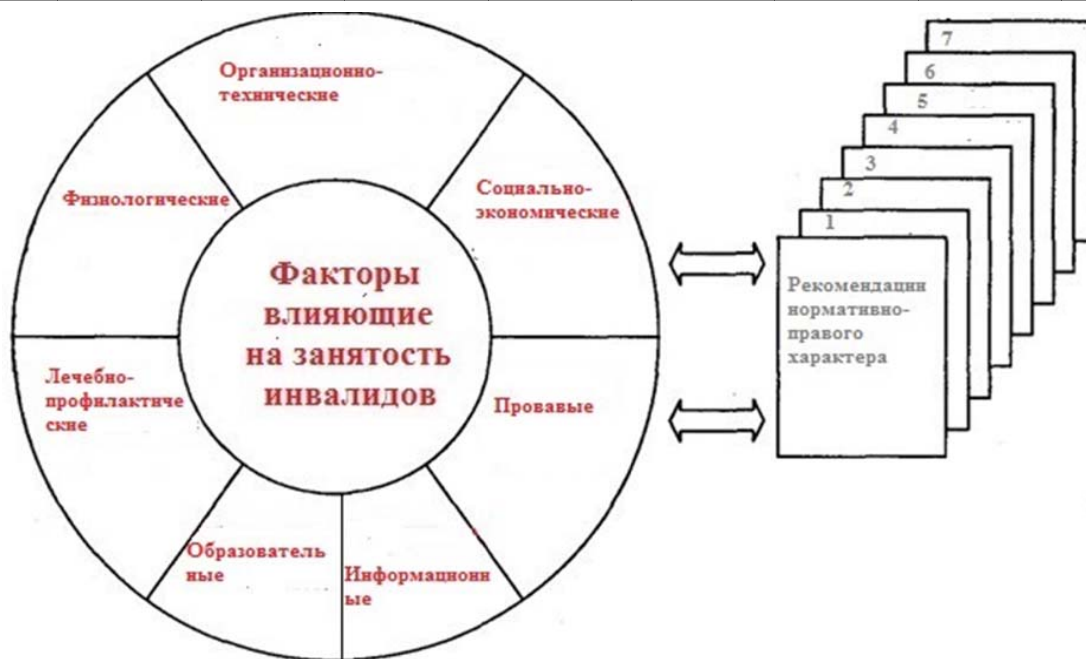 Организационно-
технические
Физиологические
Социально-
экономические
Факторы
влияющие
на занятость
инвалидов
Лечебно-
профилактиче
ские
Провавые
Образователь
ные
Информационн
ые
7
6
5
4
3
2
1
Рекомендации
нормативно-
правого
характера